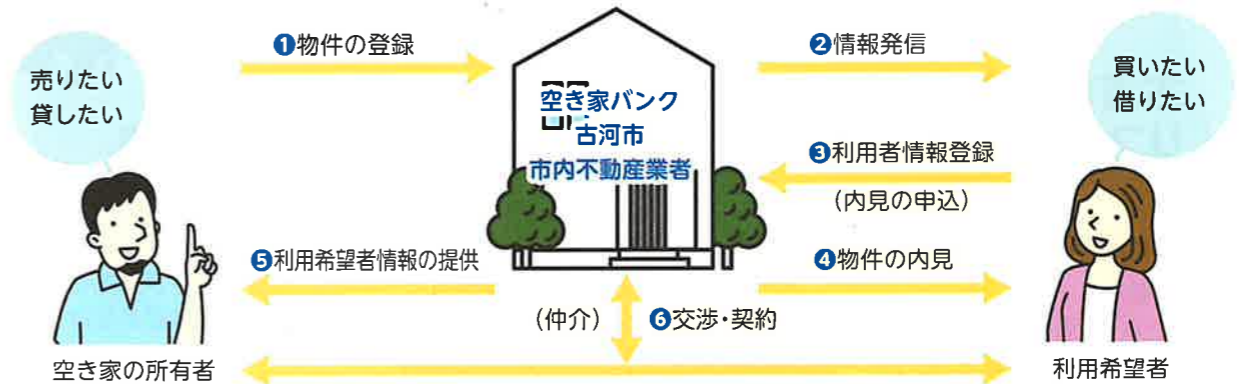 売りたい
貸したい
❶物件の登録
空き家バンク
古河市
市内不動産業者
❷情報発信
買いたい
借りたい
❸利用者情報登録
(内見の申込)
❺利用希望者情報の提供
❹物件の内見
(仲介)
❻交渉・契約
空き家の所有者
利用希望者